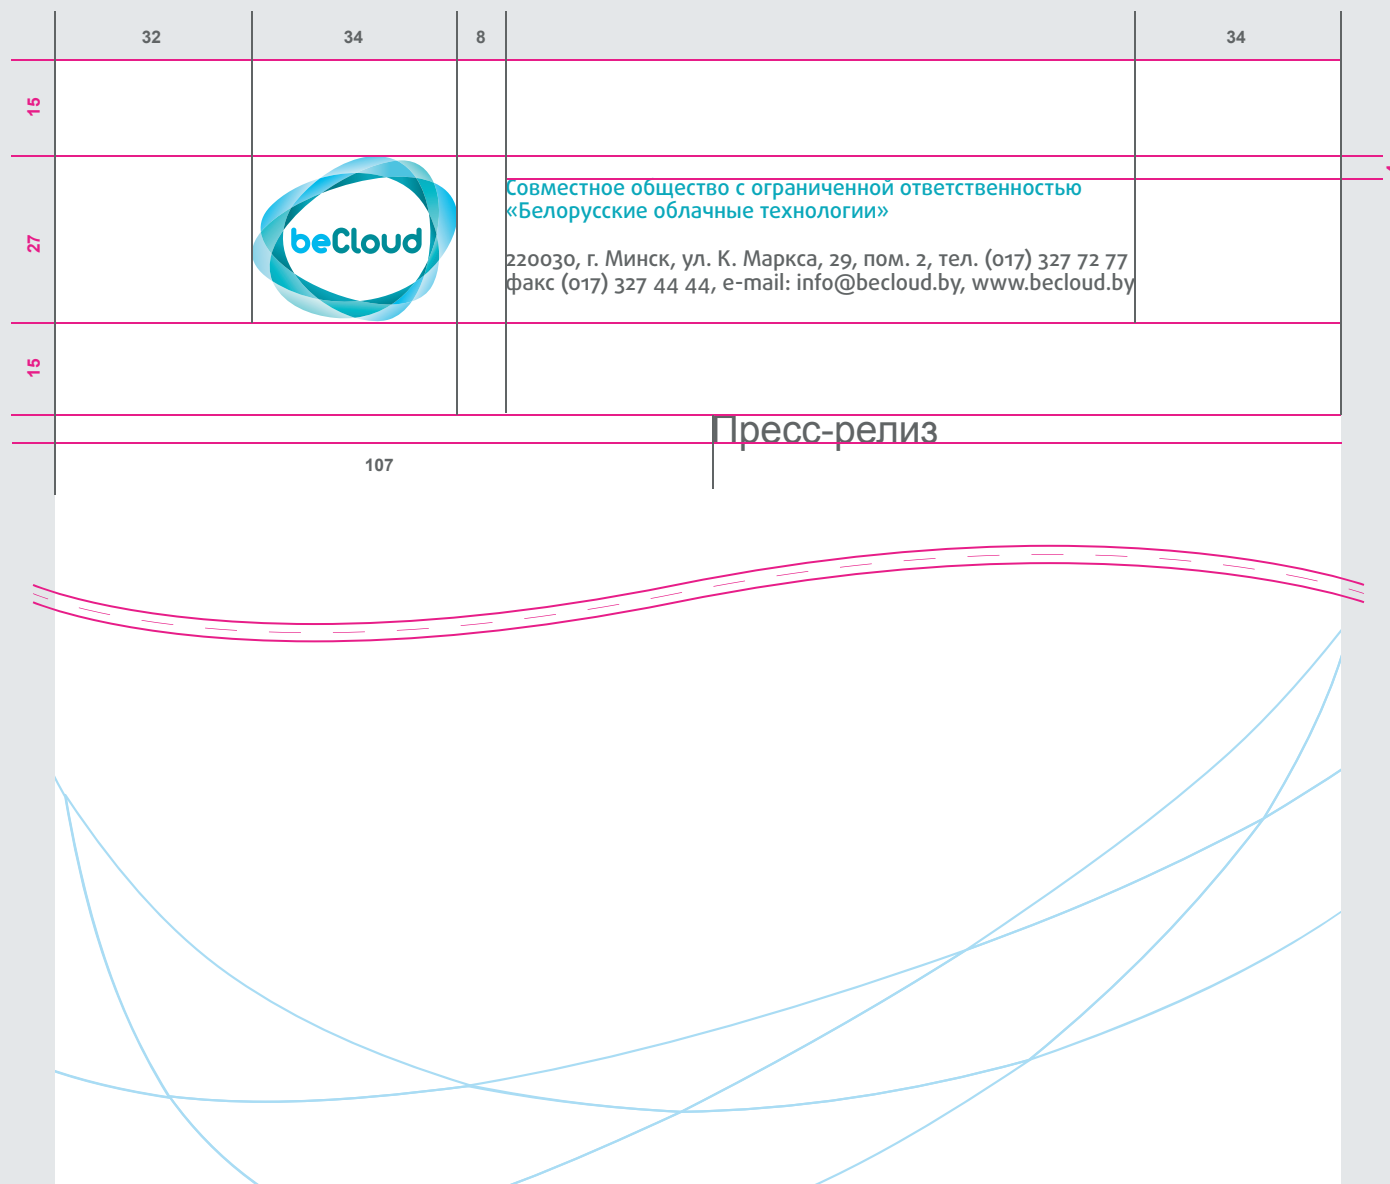 32 34 8 34
15
27
15
beCloud
Совместное общество с ограниченной ответственностью
«Белорусские облачные технологии»
220030, г. Минск, ул. К. Маркса, 29, пом. 2, тел. (017) 327 72 77
факс (017) 327 44 44, e-mail: info@becloud.by, www.becloud.by
Пресс-релиз
107